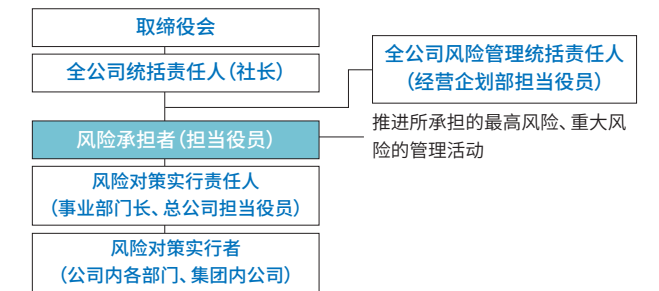 取缔役会
全公司统括责任人（社长）
全公司风险管理统括责任人
（经营企划部担当役员）
风险承担者（担当役员）
推进所承担的最高风险、重大风
险的管理活动
风险对策实行责任人
（事业部门长、总公司担当役员）
风险对策实行者
（公司内各部门、集团内公司）